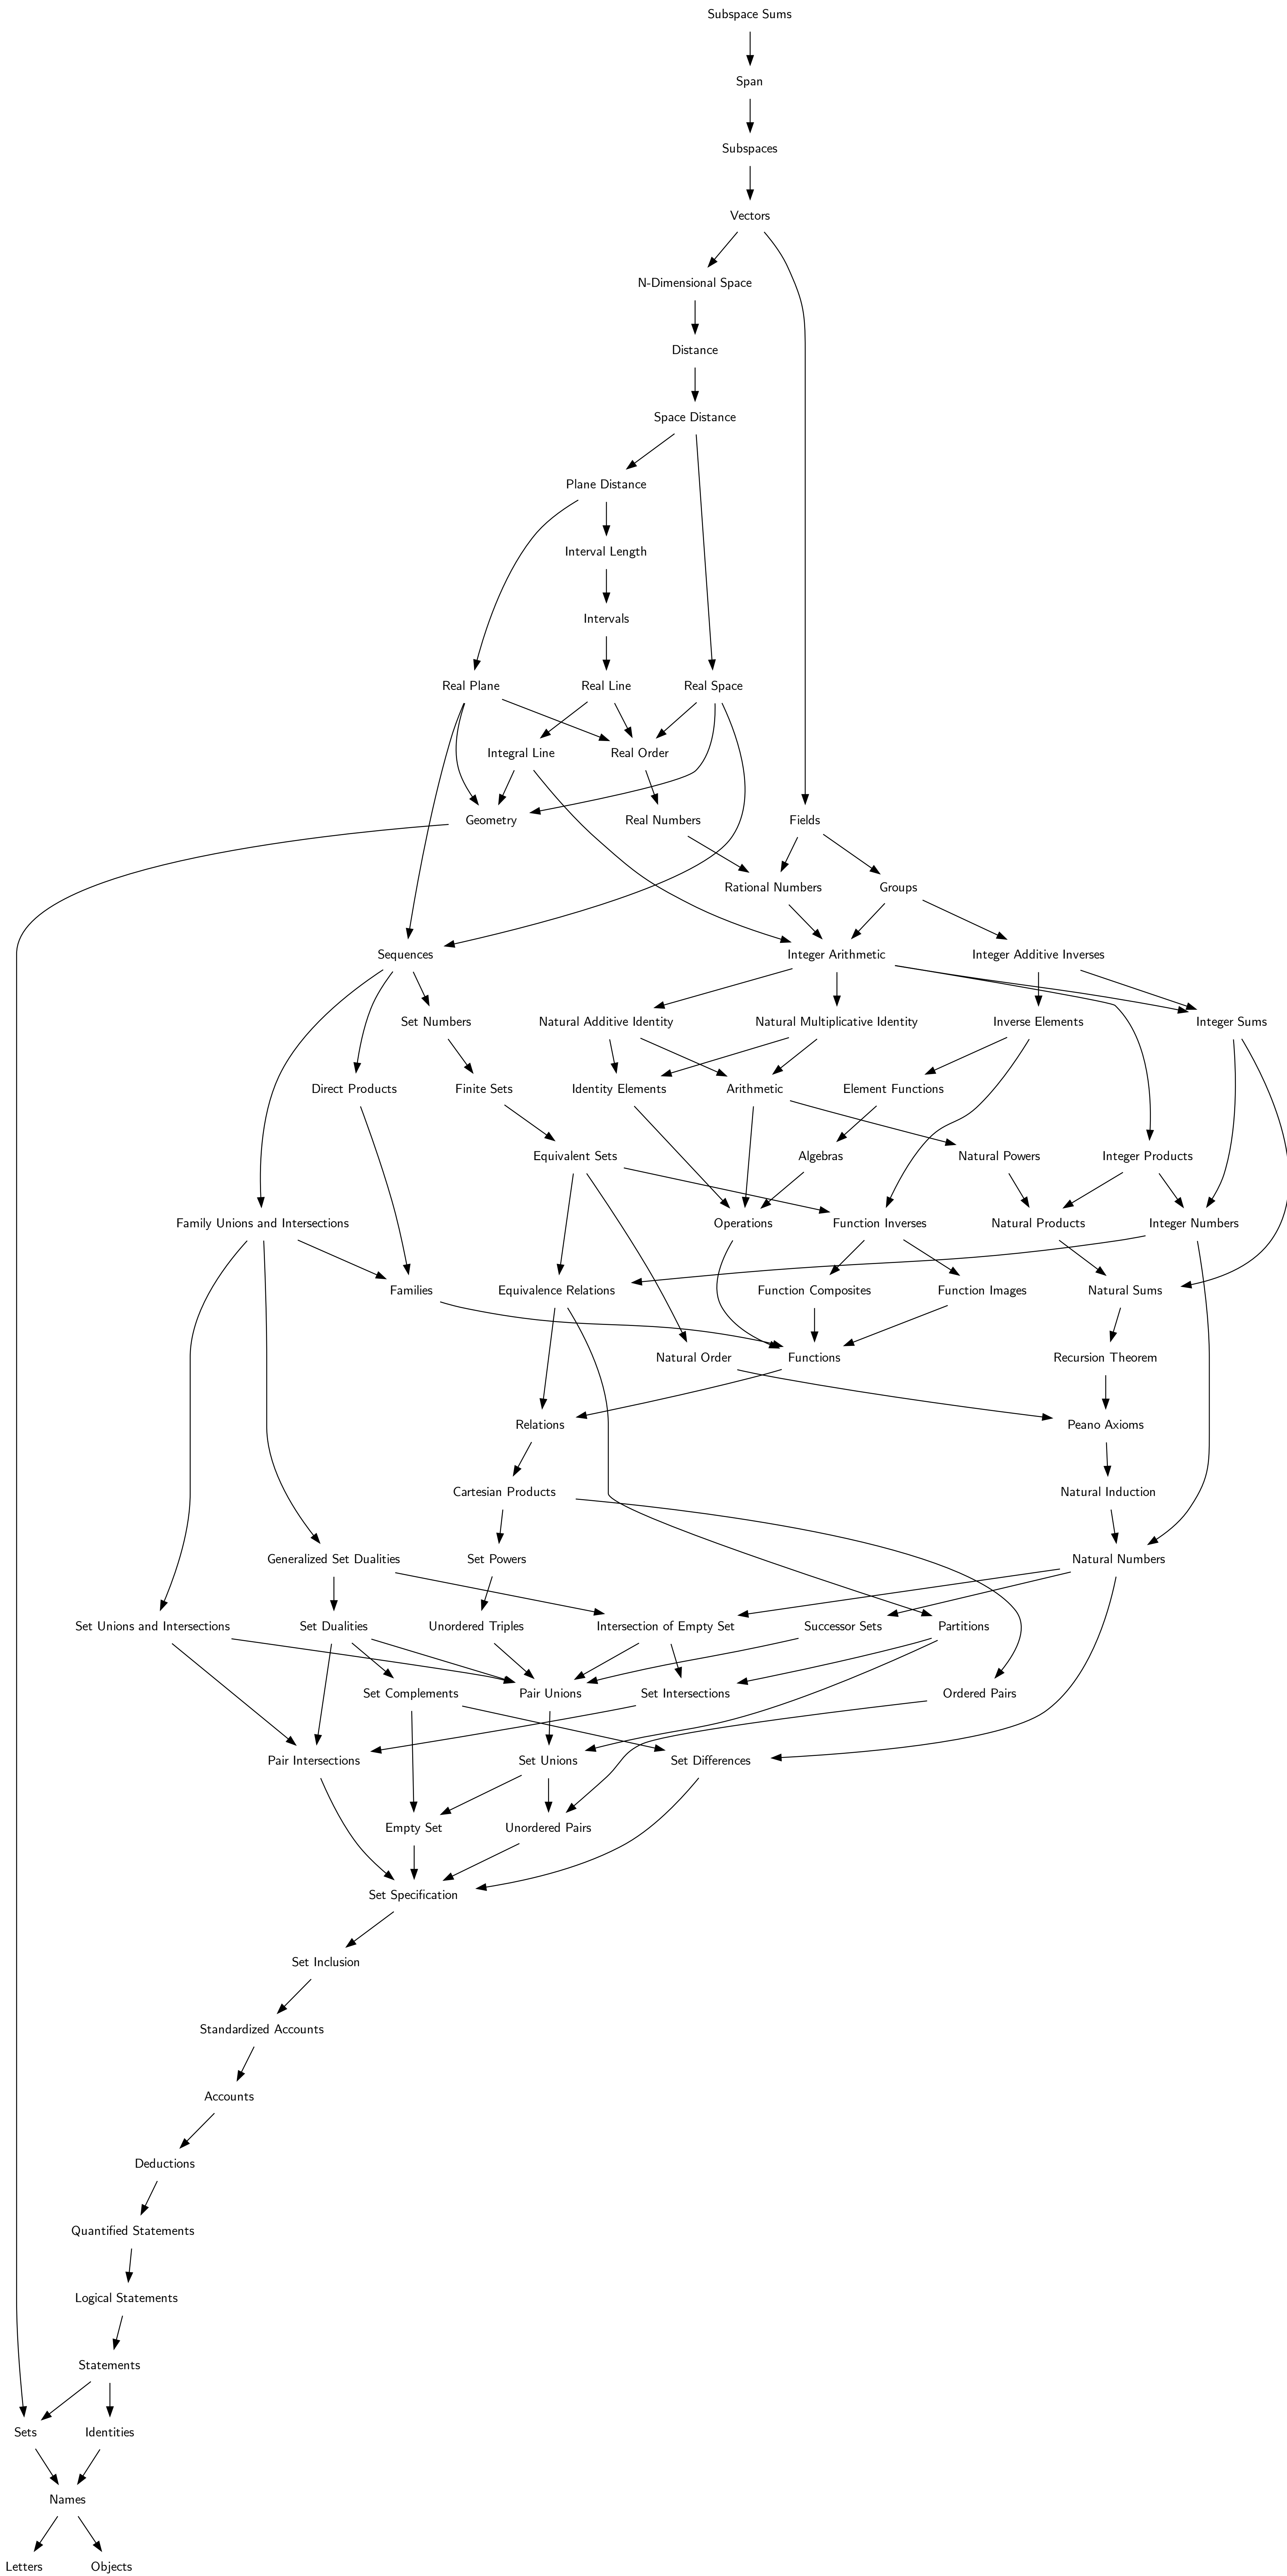 Subspace Sums
Span
Subspaces
Vectors
N-Dimensional Space
Distance
Space Distance
Plane Distance
Interval Length
Intervals
Real Plane
Real Line
Real Space
Integral Line
Real Order
Geometry
Real Numbers
Fields
Rational Numbers
Groups
Sequences
Integer Arithmetic
Integer Additive Inverses
Set Numbers
Natural Additive Identity
Natural Multiplicative Identity
Inverse Elements
Integer Sums
Direct Products
Finite Sets
Identity Elements
Arithmetic
Element Functions
Equivalent Sets
Algebras
Natural Powers
Integer Products
Family Unions and Intersections
Operations
Function Inverses
Natural Products
Integer Numbers
Families
Equivalence Relations
Function Composites
Function Images
Natural Sums
Natural Order
Functions
Recursion Theorem
Relations
Peano Axioms
Cartesian Products
Natural Induction
Generalized Set Dualities
Set Powers
Natural Numbers
Set Unions and Intersections
Set Dualities
Unordered Triples
Intersection of Empty Set
Successor Sets
Partitions
Set Complements
Pair Unions
Set Intersections
Ordered Pairs
Pair Intersections
Set Unions
Set Differences
Empty Set
Unordered Pairs
Set Specification
Set Inclusion
Standardized Accounts
Accounts
Deductions
Quantified Statements
Logical Statements
Statements
Sets
Identities
Names
Letters
Objects